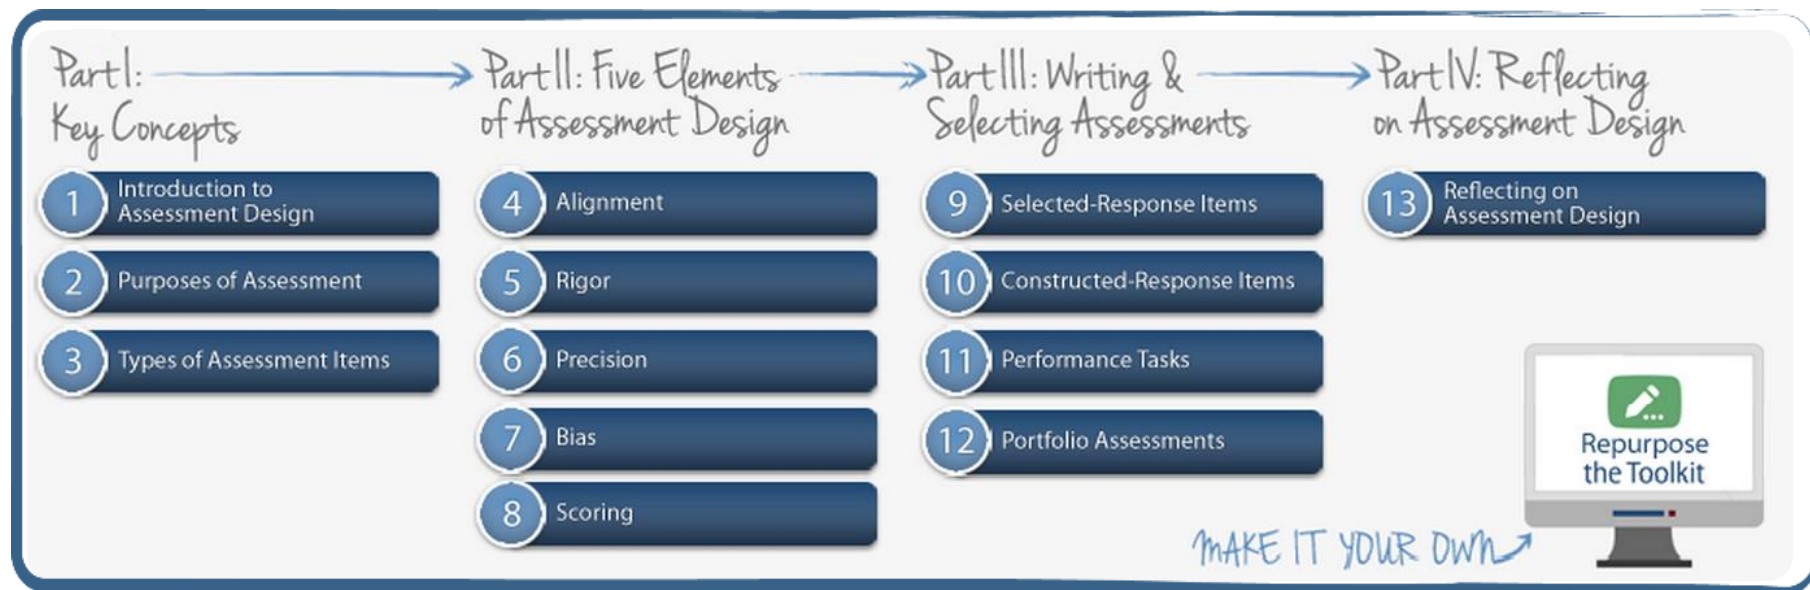 Part I:
Key Concepts
1
Introduction to
Assessment Design
2
Purposes of Assessment
3
Types of Assessment Items
Part II: Five Elements
of Assessment Design
4
Alignment
5
Rigor
6
Precision
7
Bias
8
Scoring
Part III: Writing &
Selecting Assessments
9
Selected-Response Items
10
Constructed-Response Items
11
Performance Tasks
12
Portfolio Assessments
Part IV: Reflecting
on Assessment Design
13
Reflecting on
Assessment Design
Repurpose
the Toolkit
MAKE IT YOUR OWN